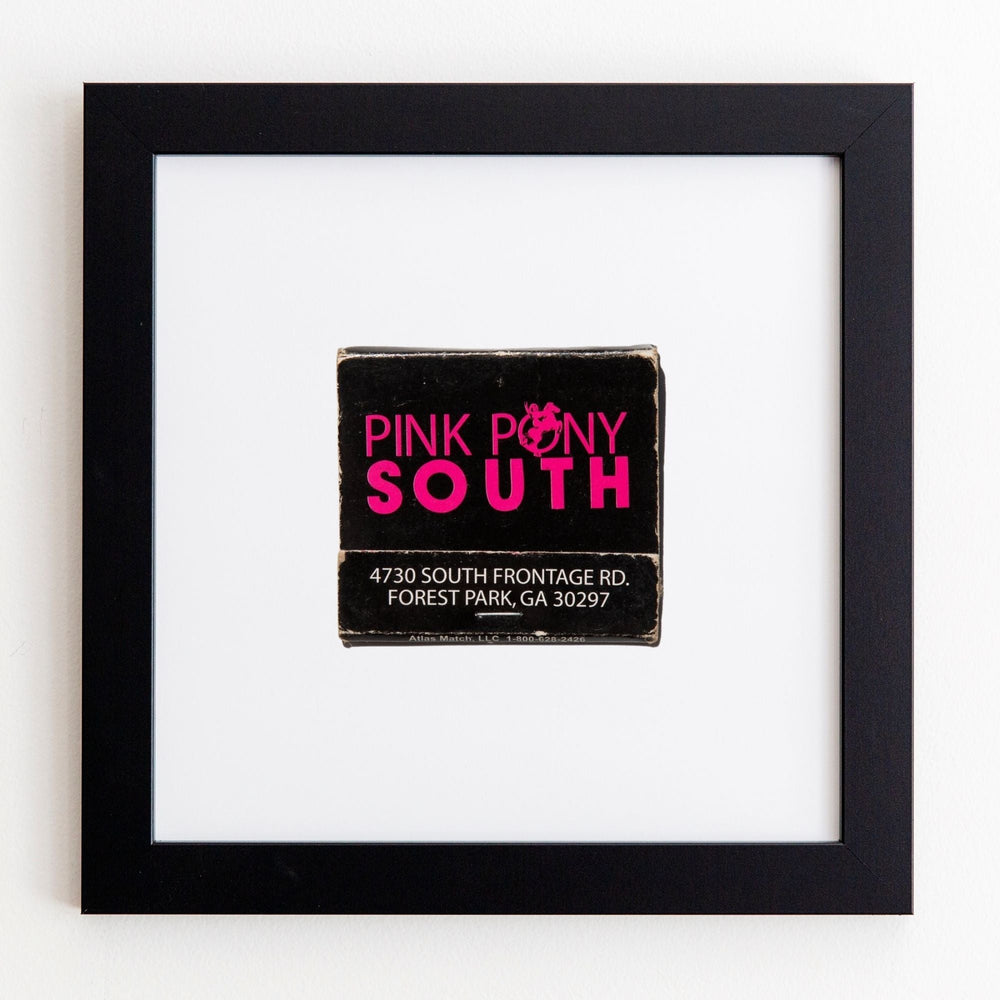 PINK PONY
SOUTH
4730 SOUTH FRONTAGE RD.
FOREST PARK, GA 30297
Atlas Match, LLC 1-800-628-2426